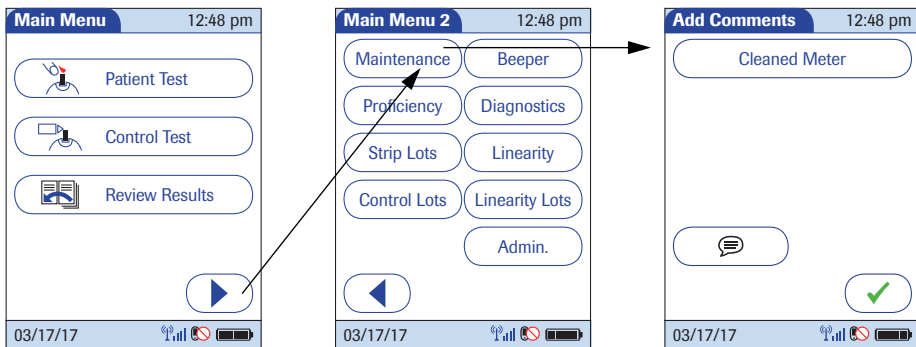 Main Menu 12:48 pm
Patient Test
Control Test
Review Results
03/17/17
Main Menu 2 12:48 pm
Maintenance Beeper
Proficiency Diagnostics
Strip Lots Linearity
Control Lots Linearity Lots
Admin.
03/17/17
Add Comments 12:48 pm
Cleaned Meter
03/17/17